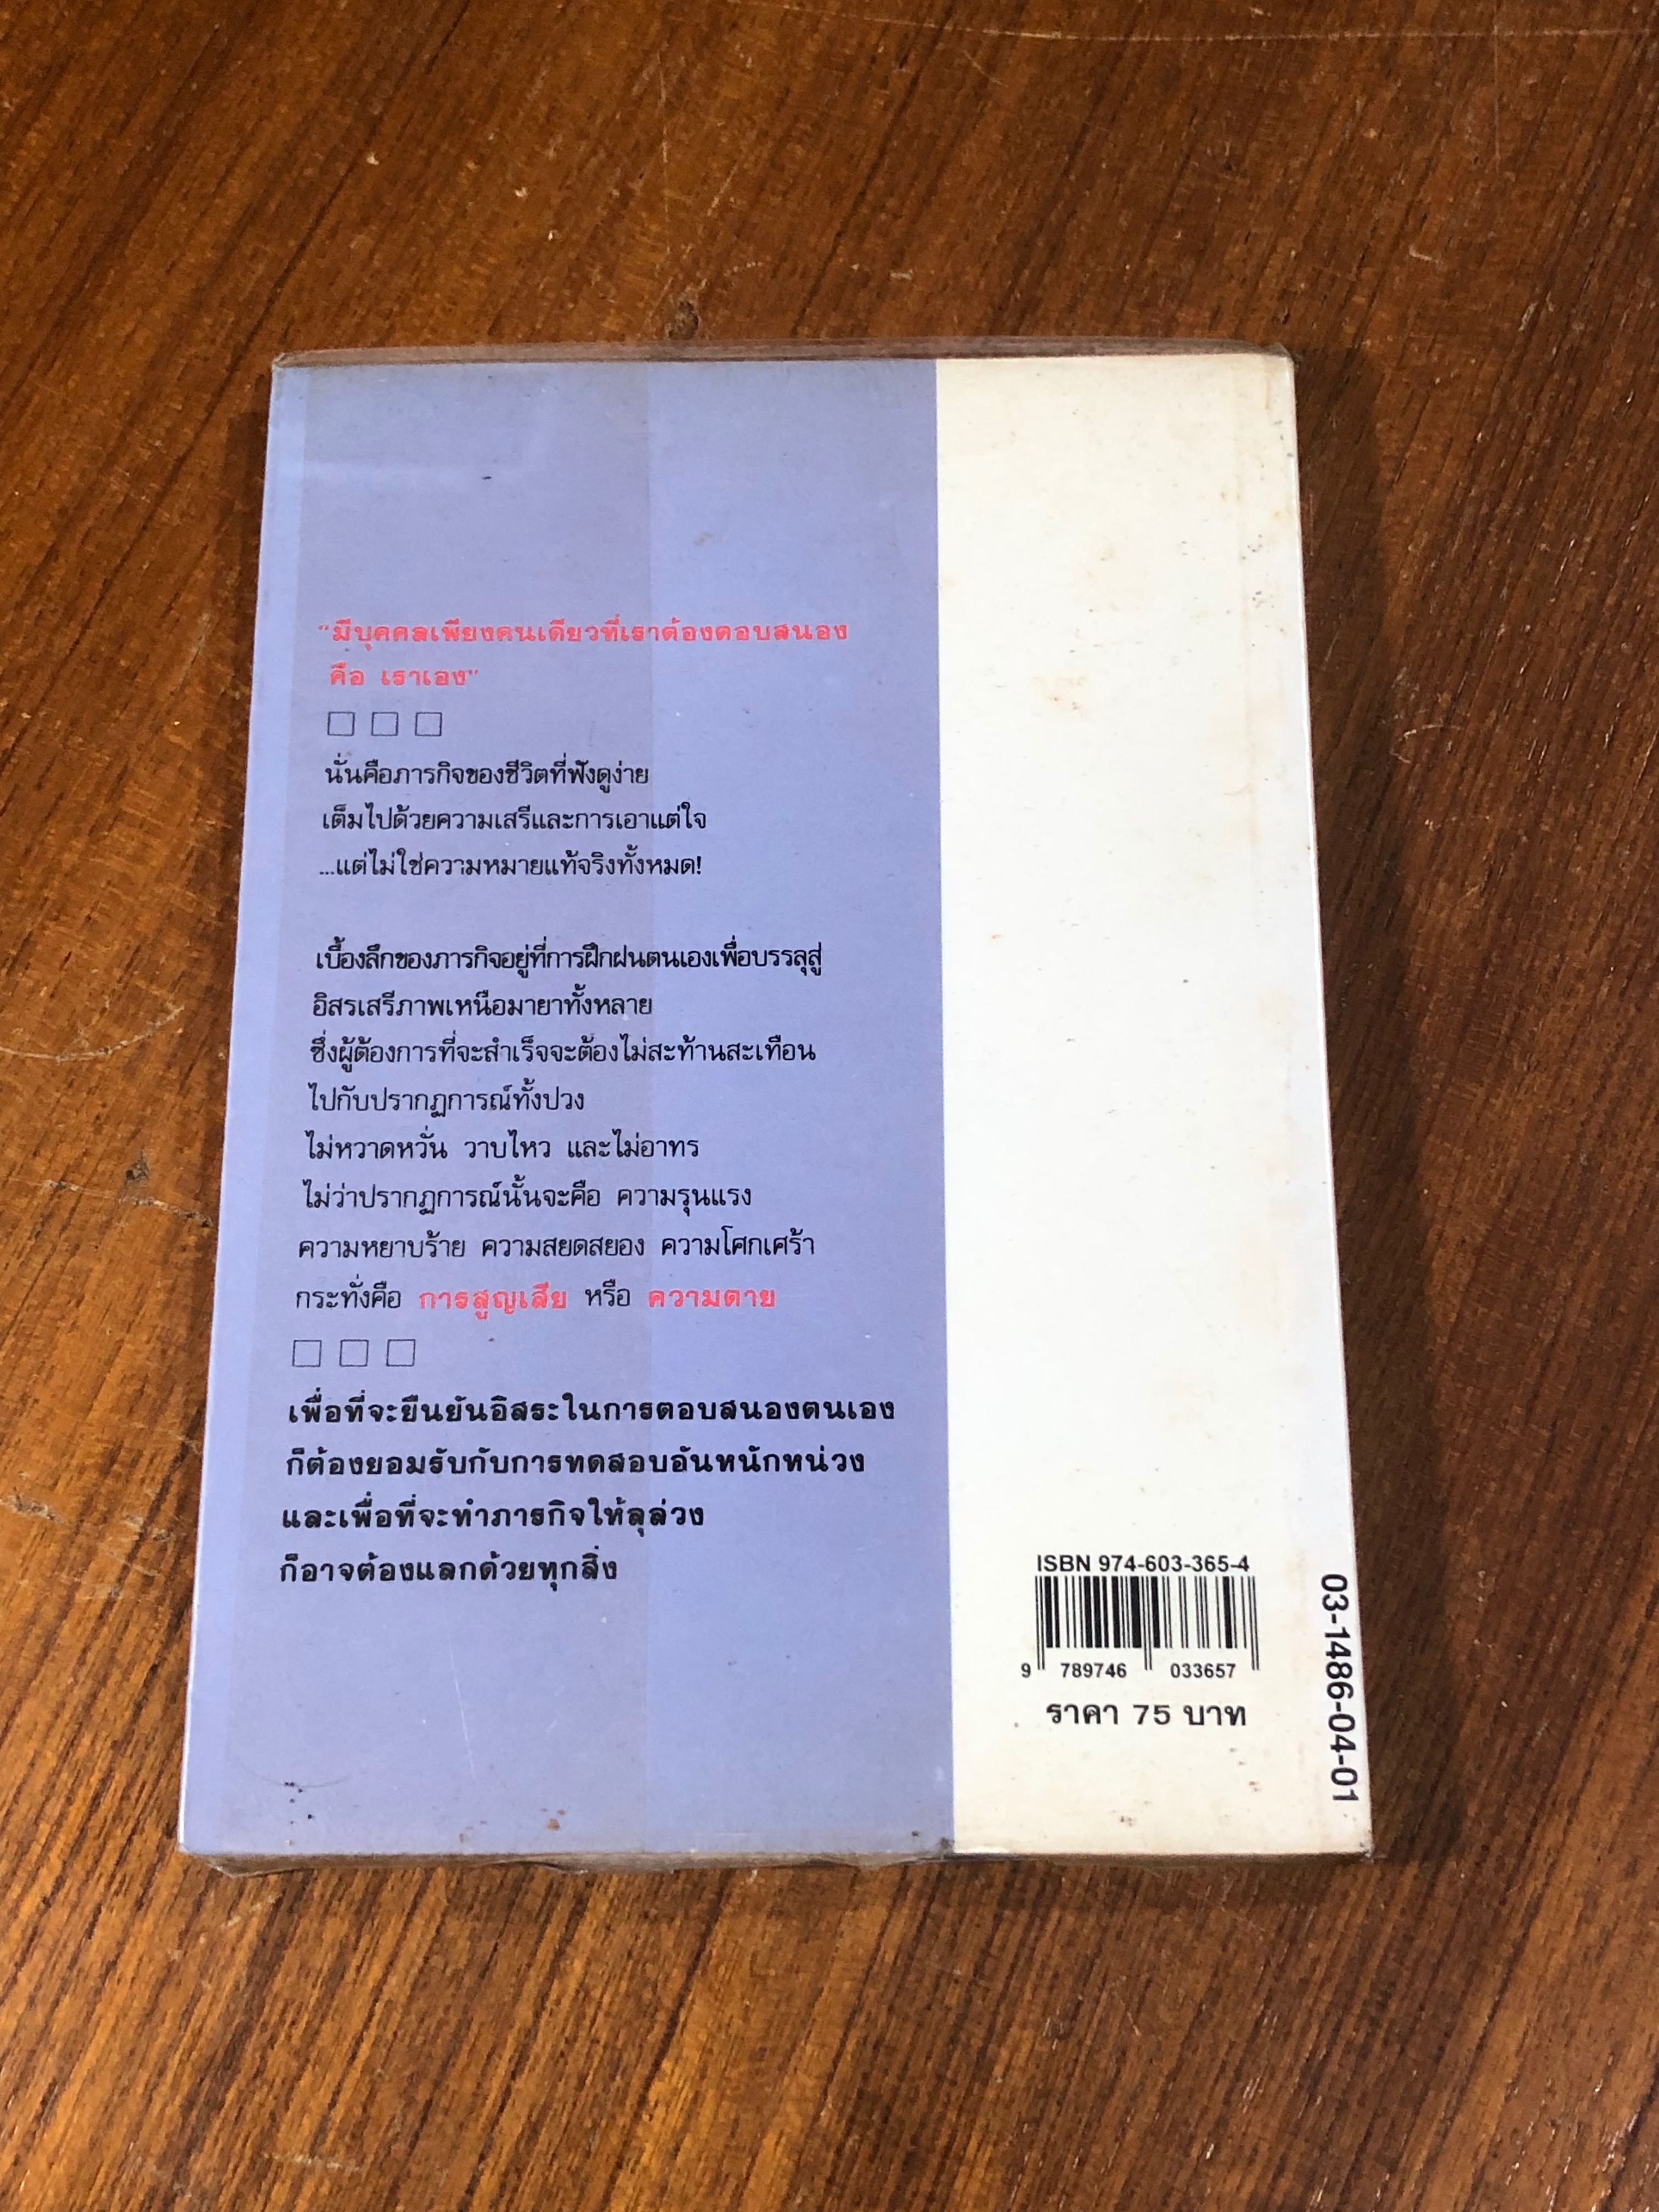 "มีบุคคลเพียงคนเดียวที่เราต้องตอบสนอง
คือ เราเอง"
□ □ □
นั่นคือภารกิจของชีวิตที่ฟังดูง่าย
เต็มไปด้วยความเสรีและการเอาแต่ใจ
...แต่ไม่ใช่ความหมายแท้จริงทั้งหมด!
เบื้องลึกของภารกิจอยู่ที่การฝึกฝนตนเองเพื่อบรรลุสู่
อิสรเสรีภาพเหนือมายาทั้งหลาย
ซึ่งผู้ต้องการที่จะสำเร็จจะต้องไม่สะท้านสะเทือน
ไปกับปรากฏการณ์ทั้งปวง
ไม่หวาดหวั่น วาบไหว และไม่อาทร
ไม่ว่าปรากฏการณ์นั้นจะคือ ความรุนแรง
ความหยาบร้าย ความสยดสยอง ความโศกเศร้า
กระทั่งคือ การสูญเสีย หรือ ความตาย
□ □ □
เพื่อที่จะยืนยันอิสระในการตอบสนองตนเอง
ก็ต้องยอมรับกับการทดสอบอันหนักหน่วง
และเพื่อที่จะทำภารกิจให้ลุล่วง
ก็อาจต้องแลกด้วยทุกสิ่ง
ISBN 974-603-365-4
9 789746 033657
ราคา 75 บาท
03-1486-04-01